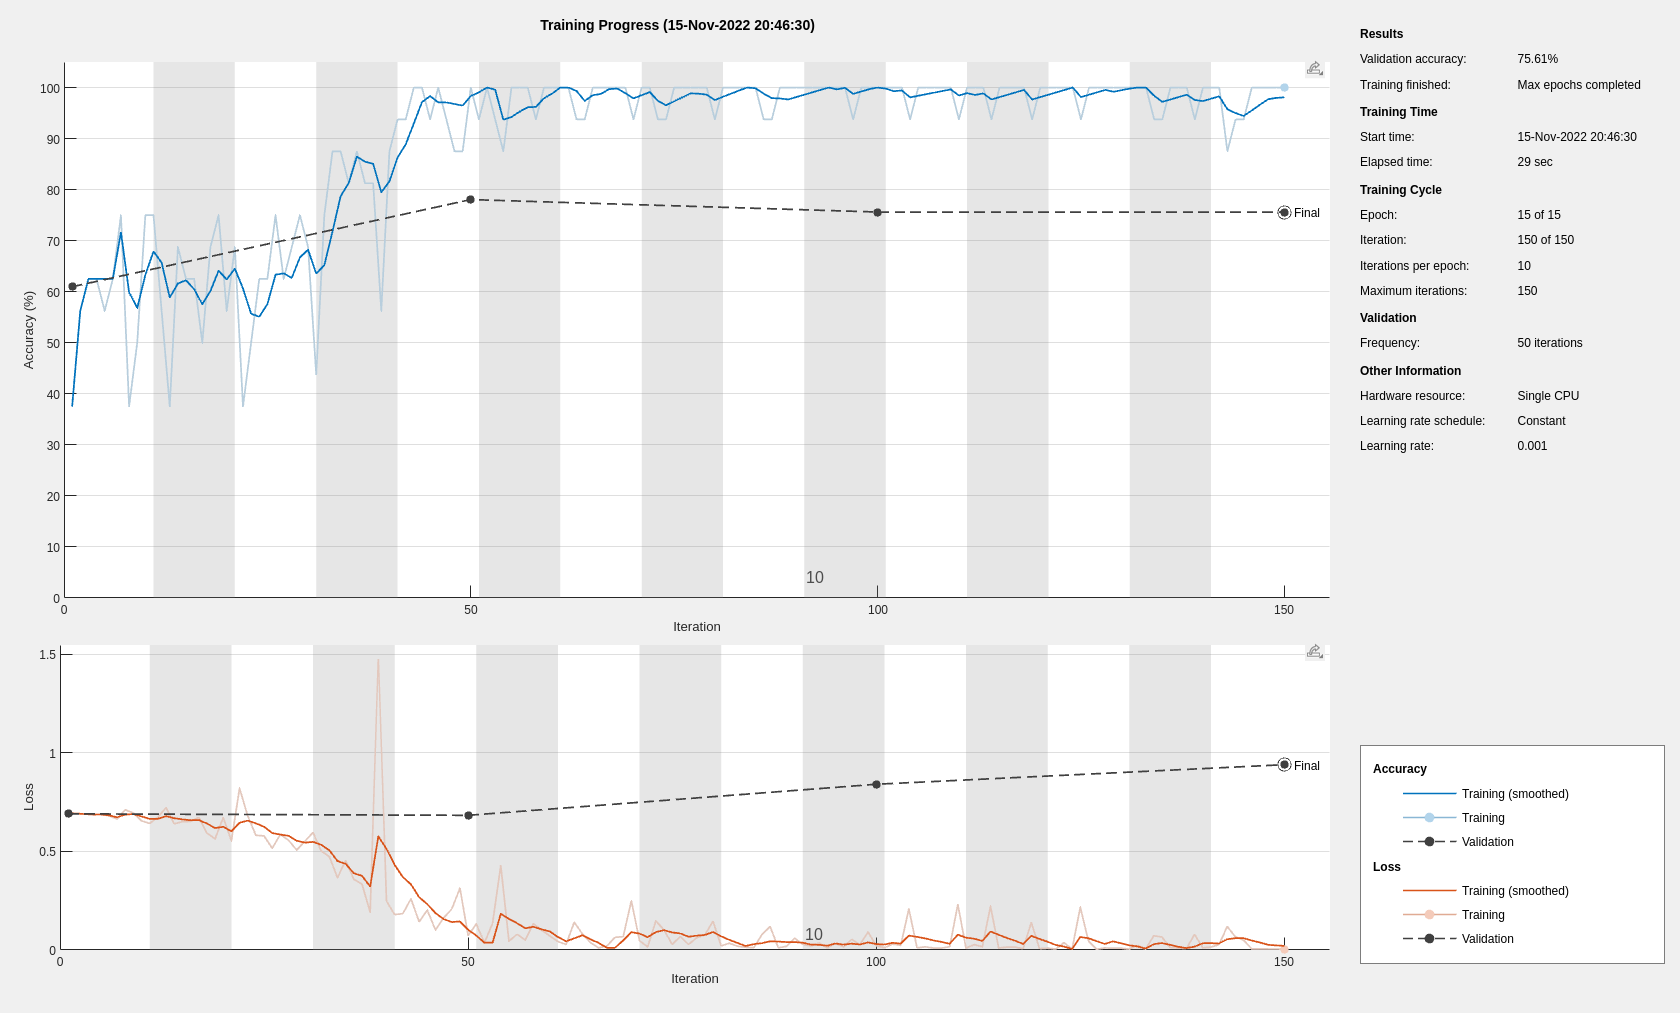 Training Progress (15-Nov-2022 20:46:30)
100
90
80
70
60
50
40
30
20
10
0
Accuracy (%)
Final
10
0
50
100
150
Iteration
1.5
1
0.5
0
Loss
Final
10
0
50
100
150
Iteration
Results
Validation accuracy: 75.61%
Training finished: Max epochs completed
Training Time
Start time: 15-Nov-2022 20:46:30
Elapsed time: 29 sec
Training Cycle
Epoch: 15 of 15
Iteration: 150 of 150
Iterations per epoch: 10
Maximum iterations: 150
Validation
Frequency: 50 iterations
Other Information
Hardware resource: Single CPU
Learning rate schedule: Constant
Learning rate: 0.001
Accuracy
Training (smoothed)
Training
Validation
Loss
Training (smoothed)
Training
Validation